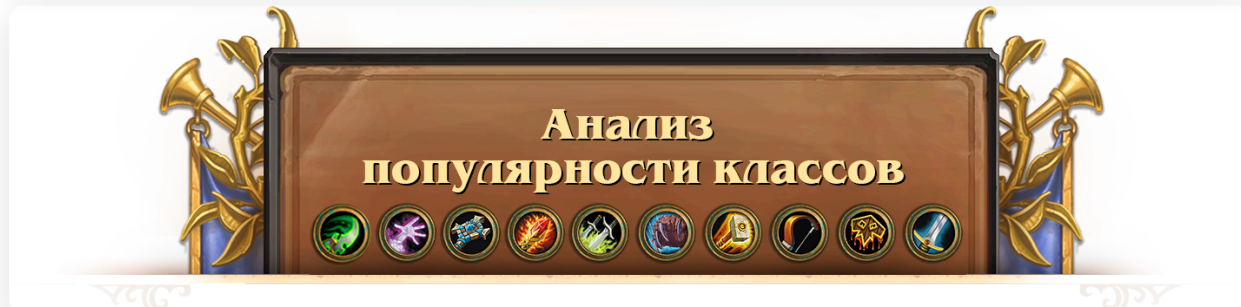 Анализ
популярности классов